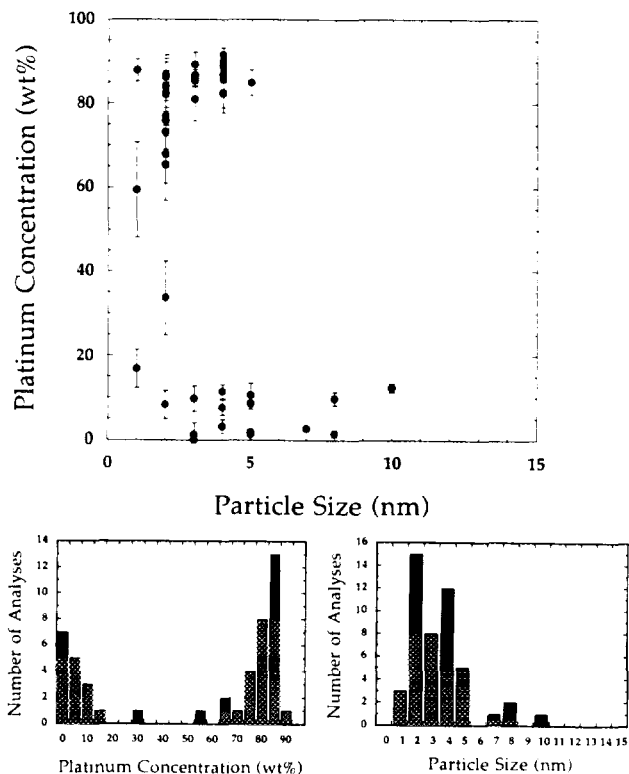 100
80
60
40
20
0
Platinum Concentration (wt%)
0 5 10 15
Particle Size (nm)
14
12
10
8
6
4
2
0
Number of Analyses
0 10 20 30 40 50 60 70 80 90
Platinum Concentration (wt%)
16
14
12
10
8
6
4
2
0
Number of Analyses
0 1 2 3 4 5 6 7 8 9 10 11 12 13 14 15
Particle Size (nm)